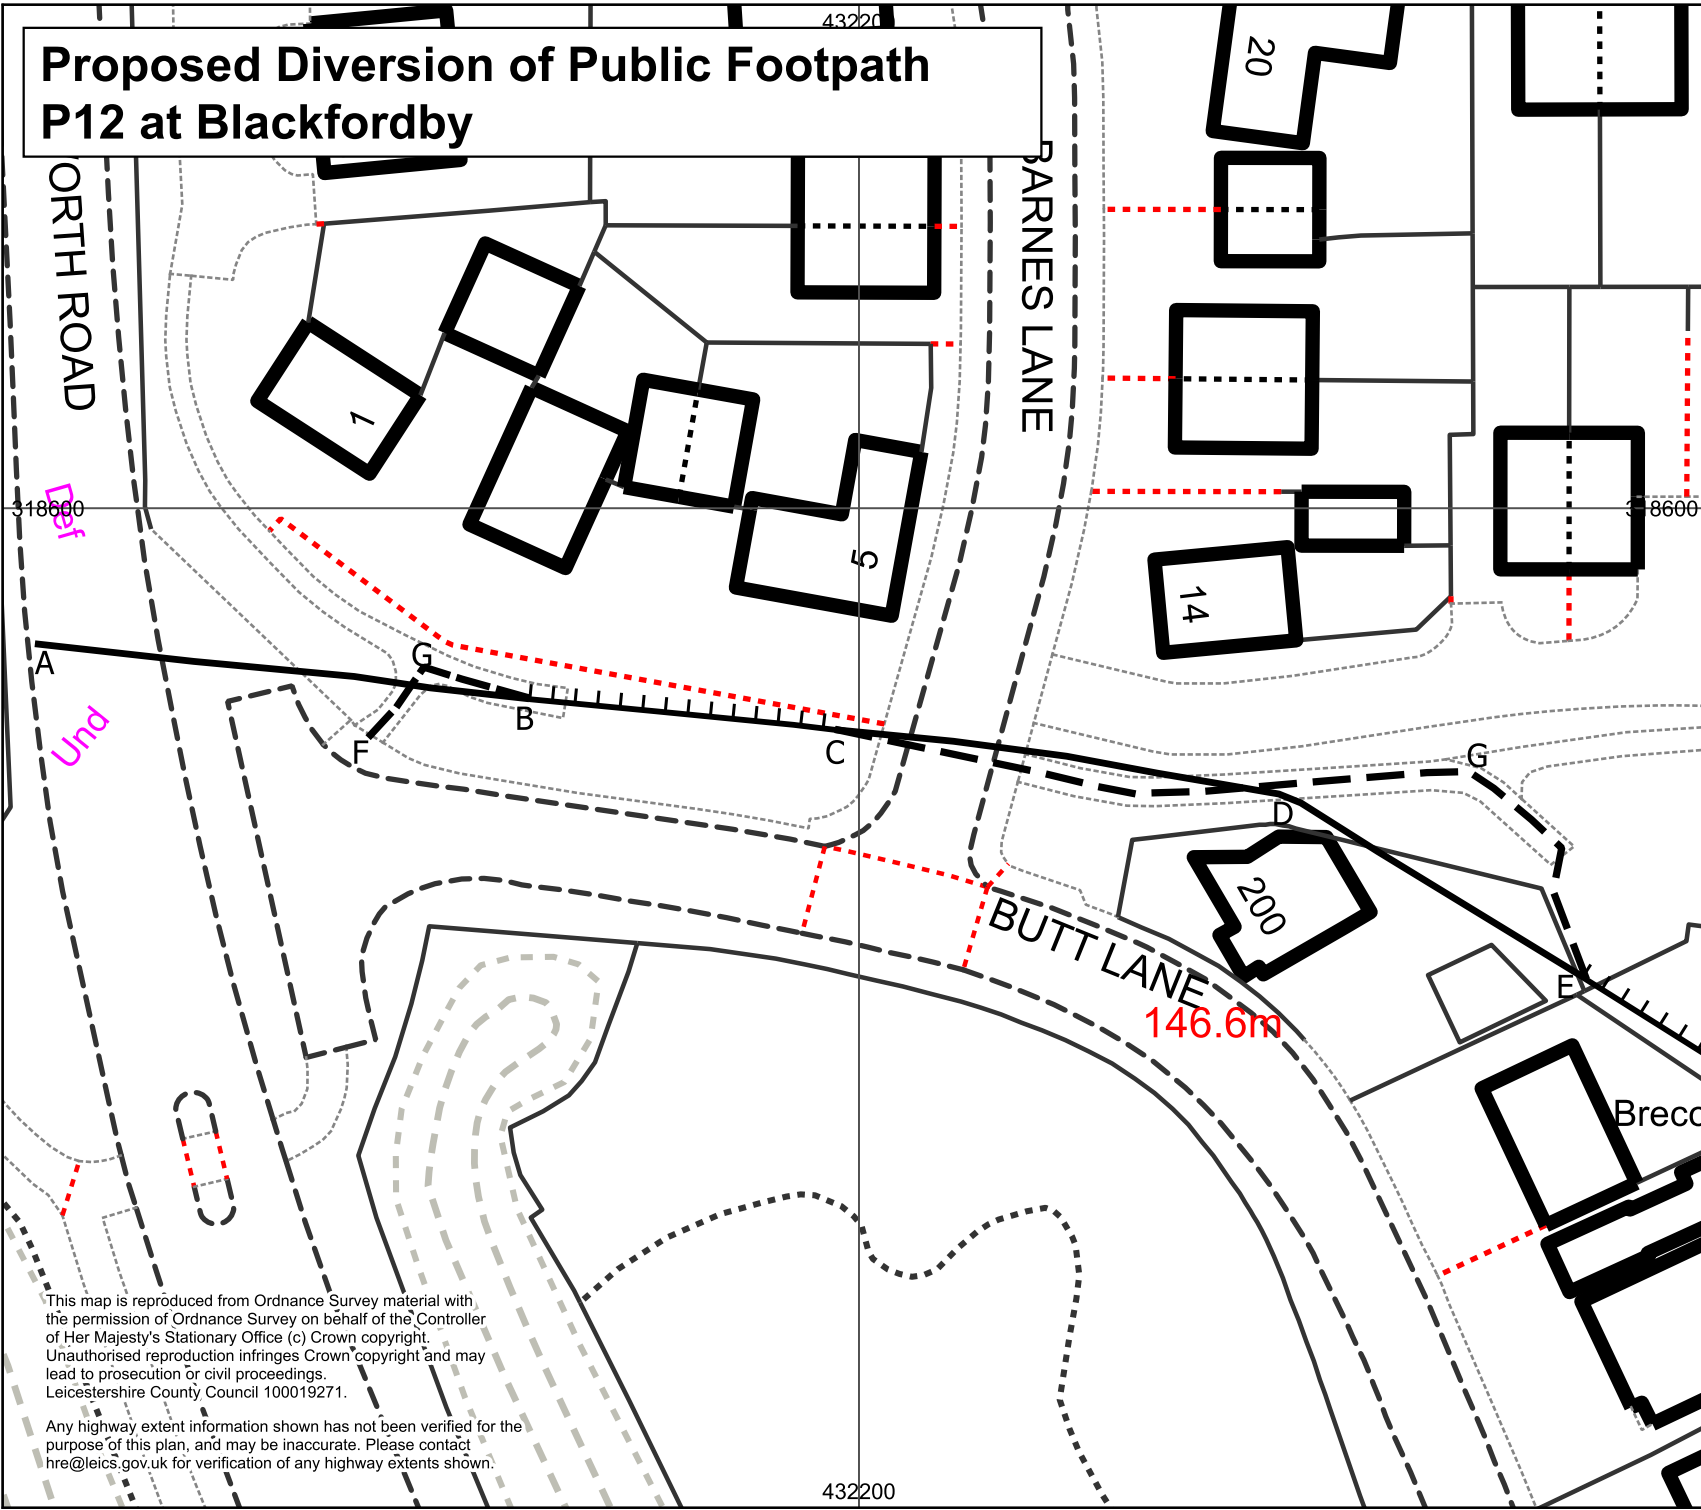 432200
Proposed Diversion of Public Footpath
P12 at Blackfordby
20
ORTH ROAD
BARNES LANE
1
5
14
318600
Def
318600
A
G
B
F
C
G
D
Und
200
BUTT LANE
E
146.6m
Breco
This map is reproduced from Ordnance Survey material with
the permission of Ordnance Survey on behalf of the Controller
of Her Majesty's Stationary Office (c) Crown copyright.
Unauthorised reproduction infringes Crown copyright and may
lead to prosecution or civil proceedings.
Leicestershire County Council 100019271.
Any highway extent information shown has not been verified for the
purpose of this plan, and may be inaccurate. Please contact
hre@leics.gov.uk for verification of any highway extents shown.
432200